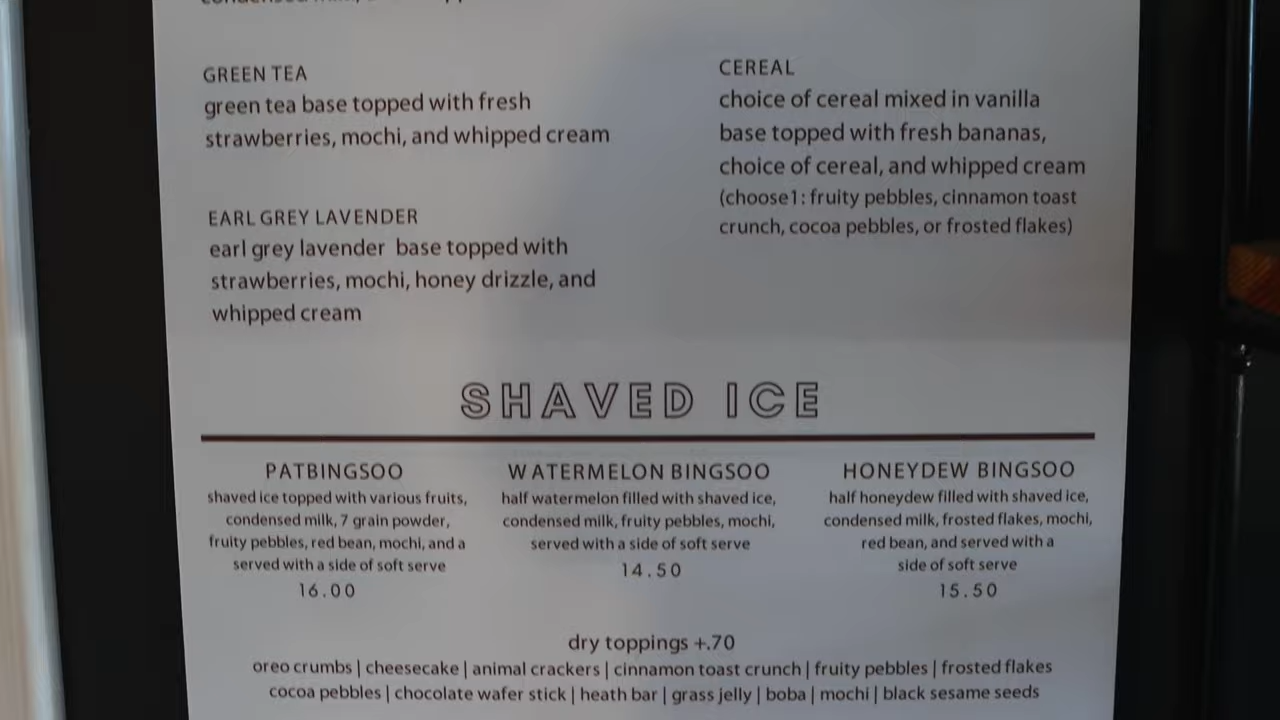 GREEN TEA
green tea base topped with fresh
strawberries, mochi, and whipped cream
EARL GREY LAVENDER
earl grey lavender base topped with
strawberries, mochi, honey drizzle, and
whipped cream
CEREAL
choice of cereal mixed in vanilla
base topped with fresh bananas,
choice of cereal, and whipped cream
(choose1: fruity pebbles, cinnamon toast
crunch, cocoa pebbles, or frosted flakes)
SHAVED ICE
PATBINGSOO
shaved ice topped with various fruits,
condensed milk, 7 grain powder,
fruity pebbles, red bean, mochi, and a
served with a side of soft serve
16.00
WATERMELON BINGSOO
half watermelon filled with shaved ice,
condensed milk, fruity pebbles, mochi,
served with a side of soft serve
14.50
HONEYDEW BINGSOO
half honeydew filled with shaved ice,
condensed milk, frosted flakes, mochi,
red bean, and served with a
side of soft serve
15.50
dry toppings +.70
oreo crumbs | cheesecake | animal crackers | cinnamon toast crunch | fruity pebbles | frosted flakes
cocoa pebbles | chocolate wafer stick | heath bar | grass jelly | boba | mochi | black sesame seeds